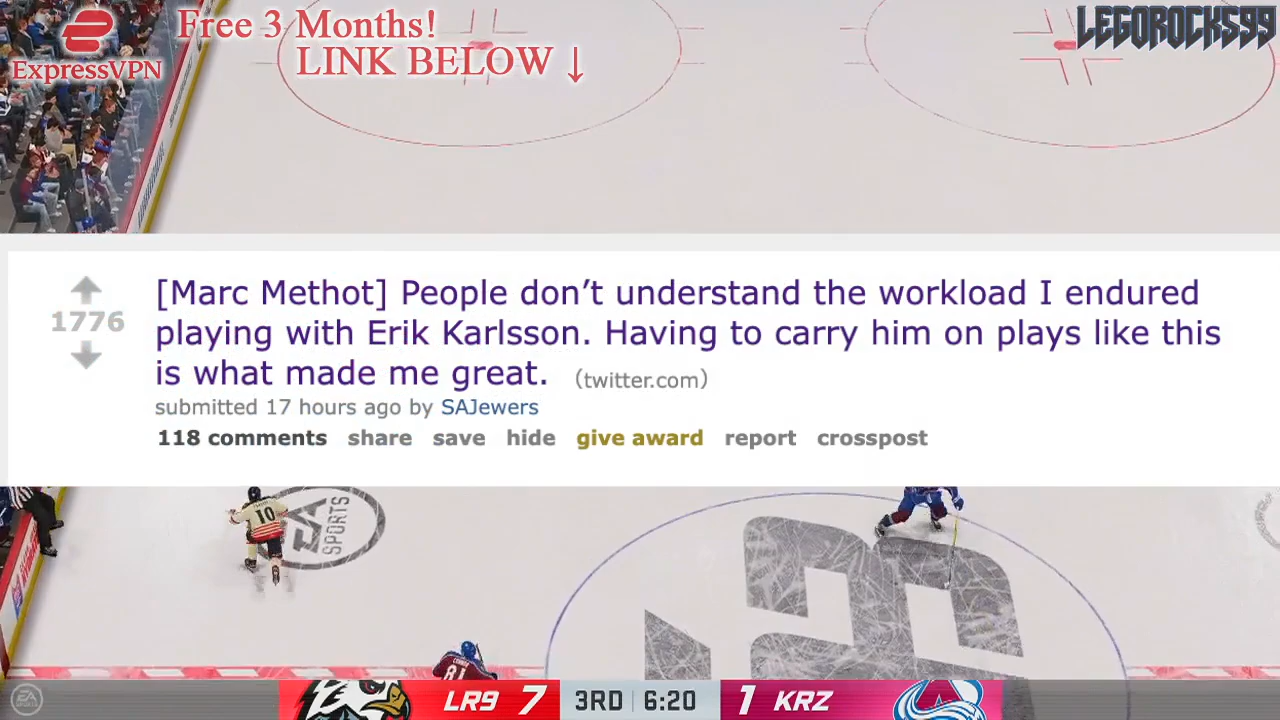 Free 3 Months!
LINK BELOW ↓
ExpressVPN
LEGOROCKS99
[Marc Methot] People don’t understand the workload I endured
playing with Erik Karlsson. Having to carry him on plays like this
is what made me great. (twitter.com)
1776
submitted 17 hours ago by SAJewers
118 comments share save hide give award report crosspost
10
EA
SPORTS
81
EA
SPORTS
LR9 7 3RD 6:20 1 KRZ